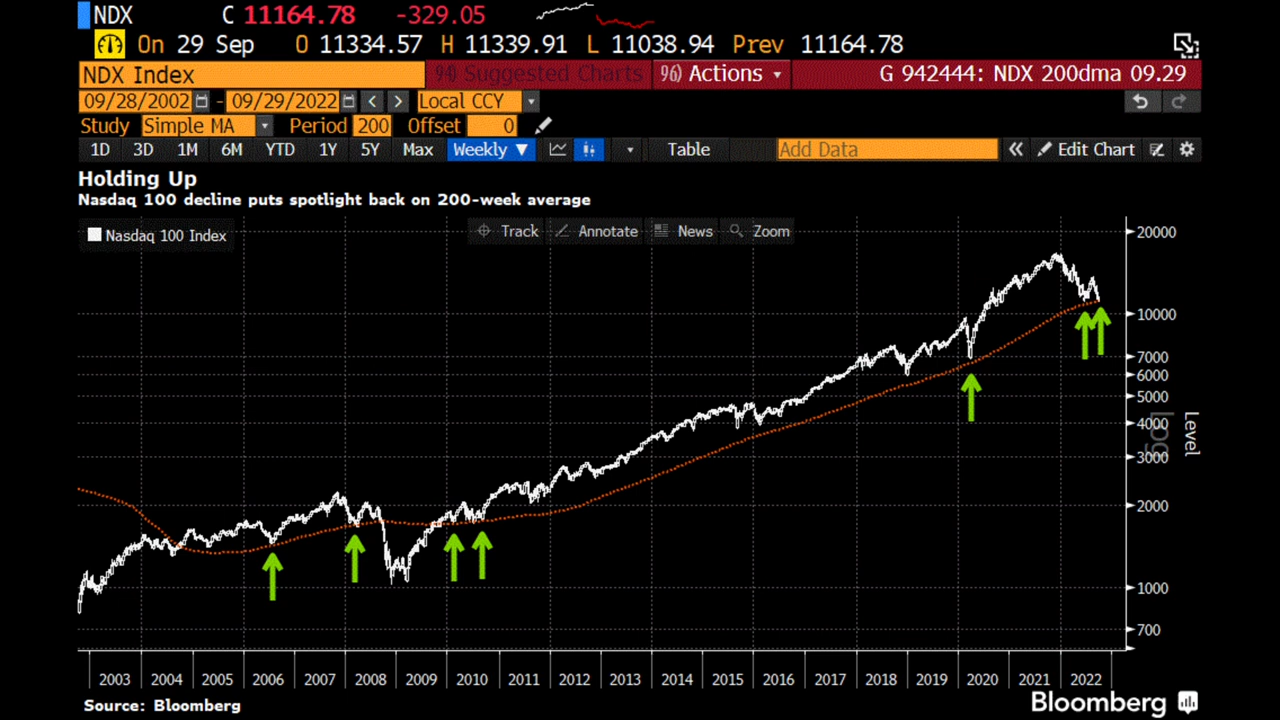 NDX C 11164.78 -329.05
On 29 Sep O 11334.57 H 11339.91 L 11038.94 Prev 11164.78
NDX Index 94) Suggested Charts 96) Actions G 942444: NDX 200dma 09.29
09/28/2002 - 09/29/2022 Local CCY
Study Simple MA Period 200 Offset 0
1D 3D 1M 6M YTD 1Y 5Y Max Weekly Table Add Data Edit Chart
Holding Up
Nasdaq 100 decline puts spotlight back on 200-week average
Nasdaq 100 Index Track Annotate News Zoom
20000
10000
7000
6000
5000
4000
3000
2000
1000
700
Log
Level
2003 2004 2005 2006 2007 2008 2009 2010 2011 2012 2013 2014 2015 2016 2017 2018 2019 2020 2021 2022
Source: Bloomberg
Bloomberg